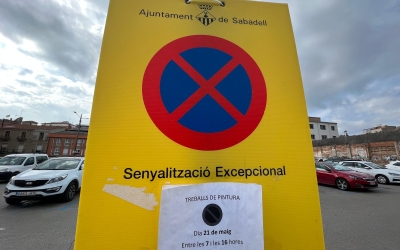 Ajuntament de Sabadell
Senyalització Excepcional
TREBALLS DE PINTURA
Dia 21 de maig
Entre les 7 i les 16 hores